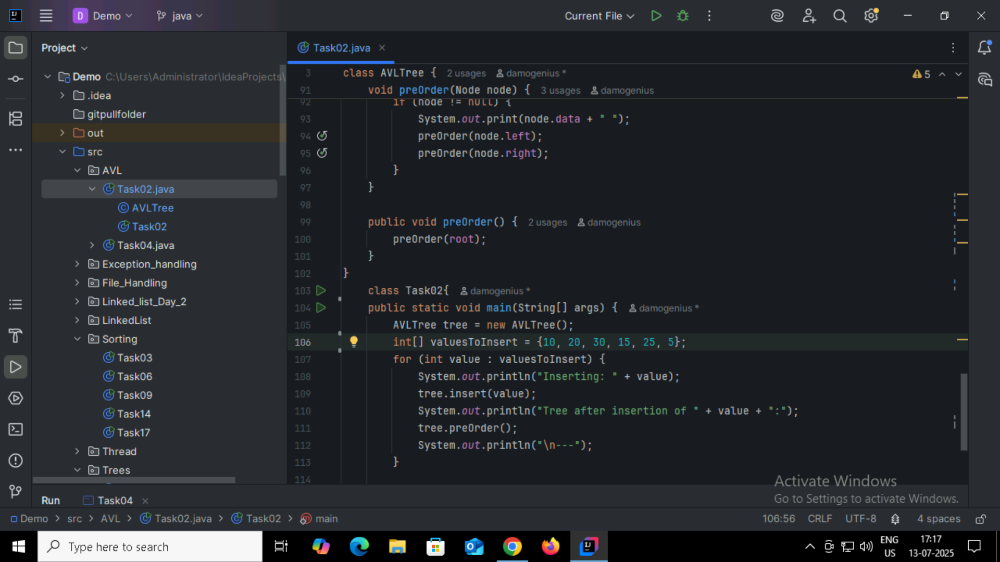 Demo
java
Current File
Project
Task02.java
Demo C:\Users\Administrator\IdeaProjects\
.idea
gitpullfolder
out
src
AVL
Task02.java
AVLTree
Task02
Task04.java
Exception_handling
File_Handling
Linked_list_Day_2
LinkedList
Sorting
Task03
Task06
Task09
Task14
Task17
Thread
Trees
3 class AVLTree { 2 usages damogenius *
5
91 void preOrder(Node node) { 3 usages damogenius
92 if (node != null) {
93 System.out.print(node.data + " ");
94 preOrder(node.left);
95 preOrder(node.right);
96 }
97 }
98
99 public void preOrder() { 2 usages damogenius
100 preOrder(root);
101 }
102 }
103 class Task02{ damogenius *
104 public static void main(String[] args) { damogenius *
105 AVLTree tree = new AVLTree();
106 int[] valuesToInsert = {10, 20, 30, 15, 25, 5};
107 for (int value : valuesToInsert) {
108 System.out.println("Inserting: " + value);
109 tree.insert(value);
110 System.out.println("Tree after insertion of " + value + ":");
111 tree.preOrder();
112 System.out.println("\n---");
113 }
114
Activate Windows
Go to Settings to activate Windows.
Run Task04
Demo > src > AVL > Task02.java > Task02 > main
106:56 CRLF UTF-8 4 spaces
Type here to search
ENG
US
17:17
13-07-2025